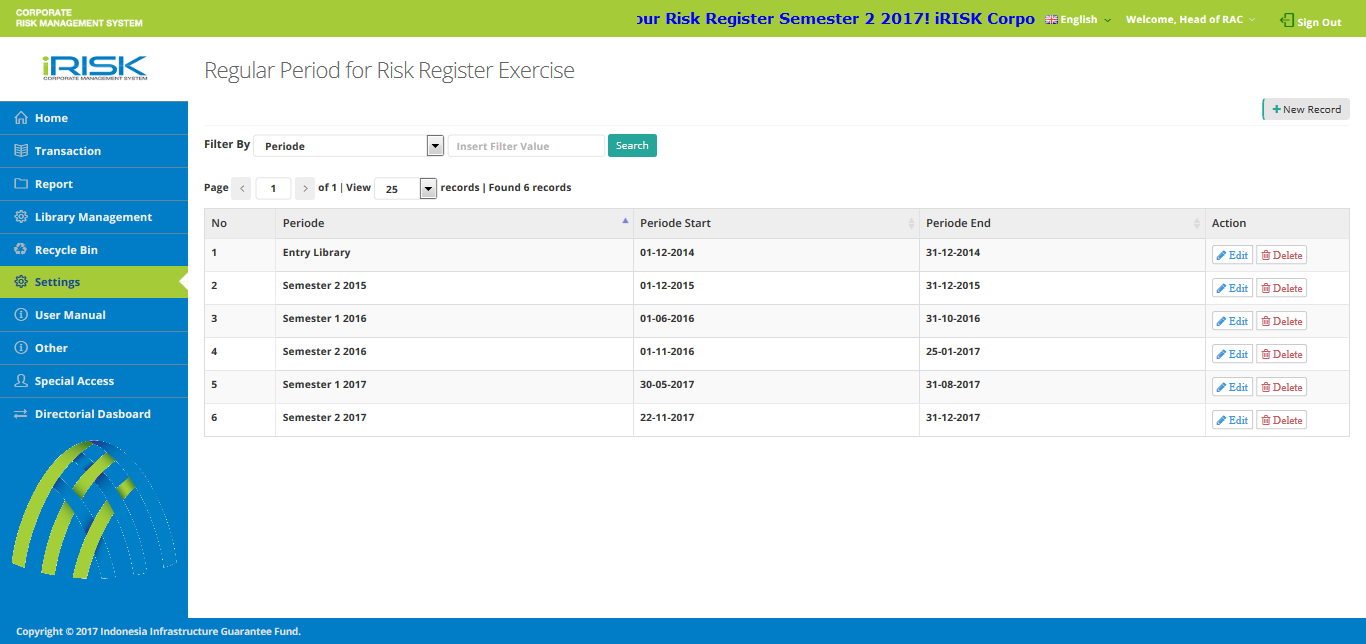 CORPORATE
RISK MANAGEMENT SYSTEM
our Risk Register Semester 2 2017! iRISK Corpo
English
Welcome, Head of RAC
Sign Out
iRISK
CORPORATE MANAGEMENT SYSTEM
Regular Period for Risk Register Exercise
+ New Record
Home
Transaction
Report
Library Management
Recycle Bin
Settings
User Manual
Other
Special Access
Directorial Dasboard
Filter By Periode Insert Filter Value Search
Page < 1 > of 1 | View 25 records | Found 6 records
No Periode Periode Start Periode End Action
1 Entry Library 01-12-2014 31-12-2014 Edit Delete
2 Semester 2 2015 01-12-2015 31-12-2015 Edit Delete
3 Semester 1 2016 01-06-2016 31-10-2016 Edit Delete
4 Semester 2 2016 01-11-2016 25-01-2017 Edit Delete
5 Semester 1 2017 30-05-2017 31-08-2017 Edit Delete
6 Semester 2 2017 22-11-2017 31-12-2017 Edit Delete
Copyright © 2017 Indonesia Infrastructure Guarantee Fund.